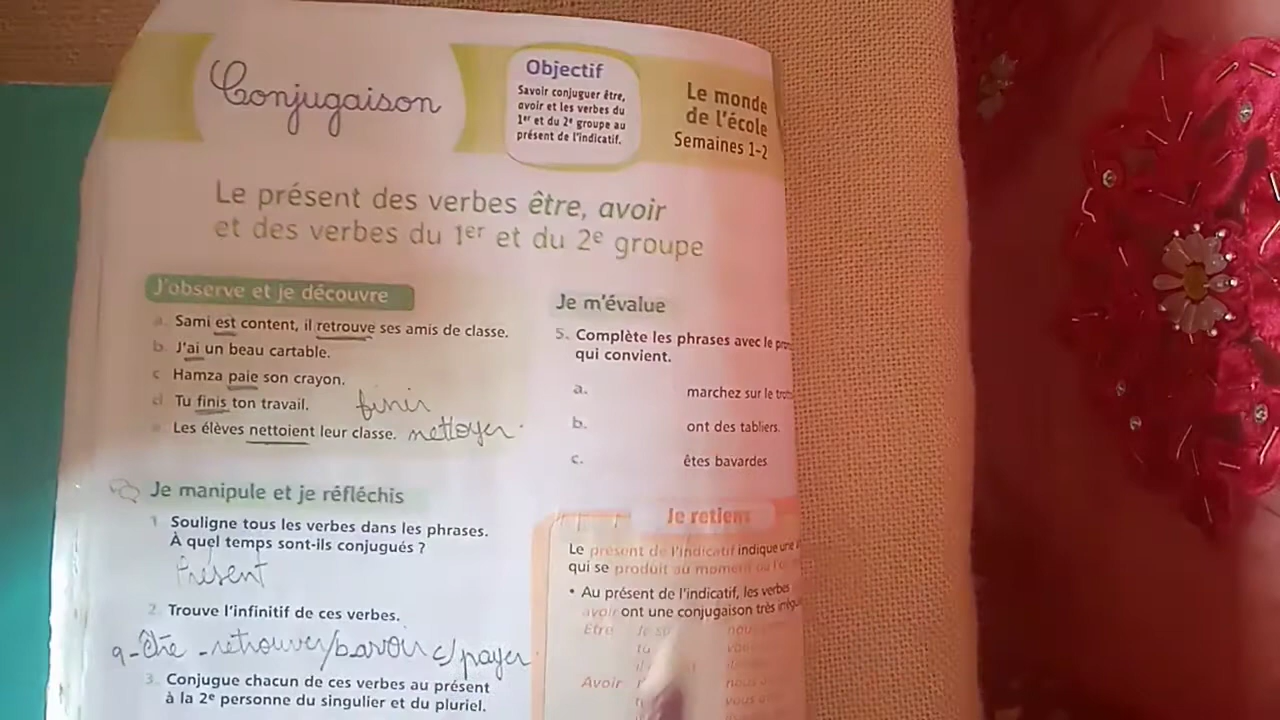 Conjugaison
Objectif
Savoir conjuguer être,
avoir et les verbes du
1er et du 2e groupe au
présent de l'indicatif.
Le monde
de l'école
Semaines 1-2
Le présent des verbes être, avoir
et des verbes du 1er et du 2e groupe
J'observe et je découvre
a. Sami est content, il retrouve ses amis de classe.
b. J'ai un beau cartable.
c. Hamza paie son crayon.
d. Tu finis ton travail. finir
e. Les élèves nettoient leur classe. nettoyer.
Je manipule et je réfléchis
1 Souligne tous les verbes dans les phrases.
À quel temps sont-ils conjugués ?
Présent
2. Trouve l'infinitif de ces verbes.
a-Être - retrouver/b avoir c/payer
3. Conjugue chacun de ces verbes au présent
à la 2e personne du singulier et du pluriel.
Je m'évalue
5. Complète les phrases avec le
qui convient.
a. marchez sur le
b. ont des tabliers.
c. êtes bavardes
Je retiens
Le présent de l'indicatif indique une
qui se produit au moment
• Au présent de l'indicatif, les verbes
avoir ont une conjugaison très
Etre Je
tu
Avoir
vous